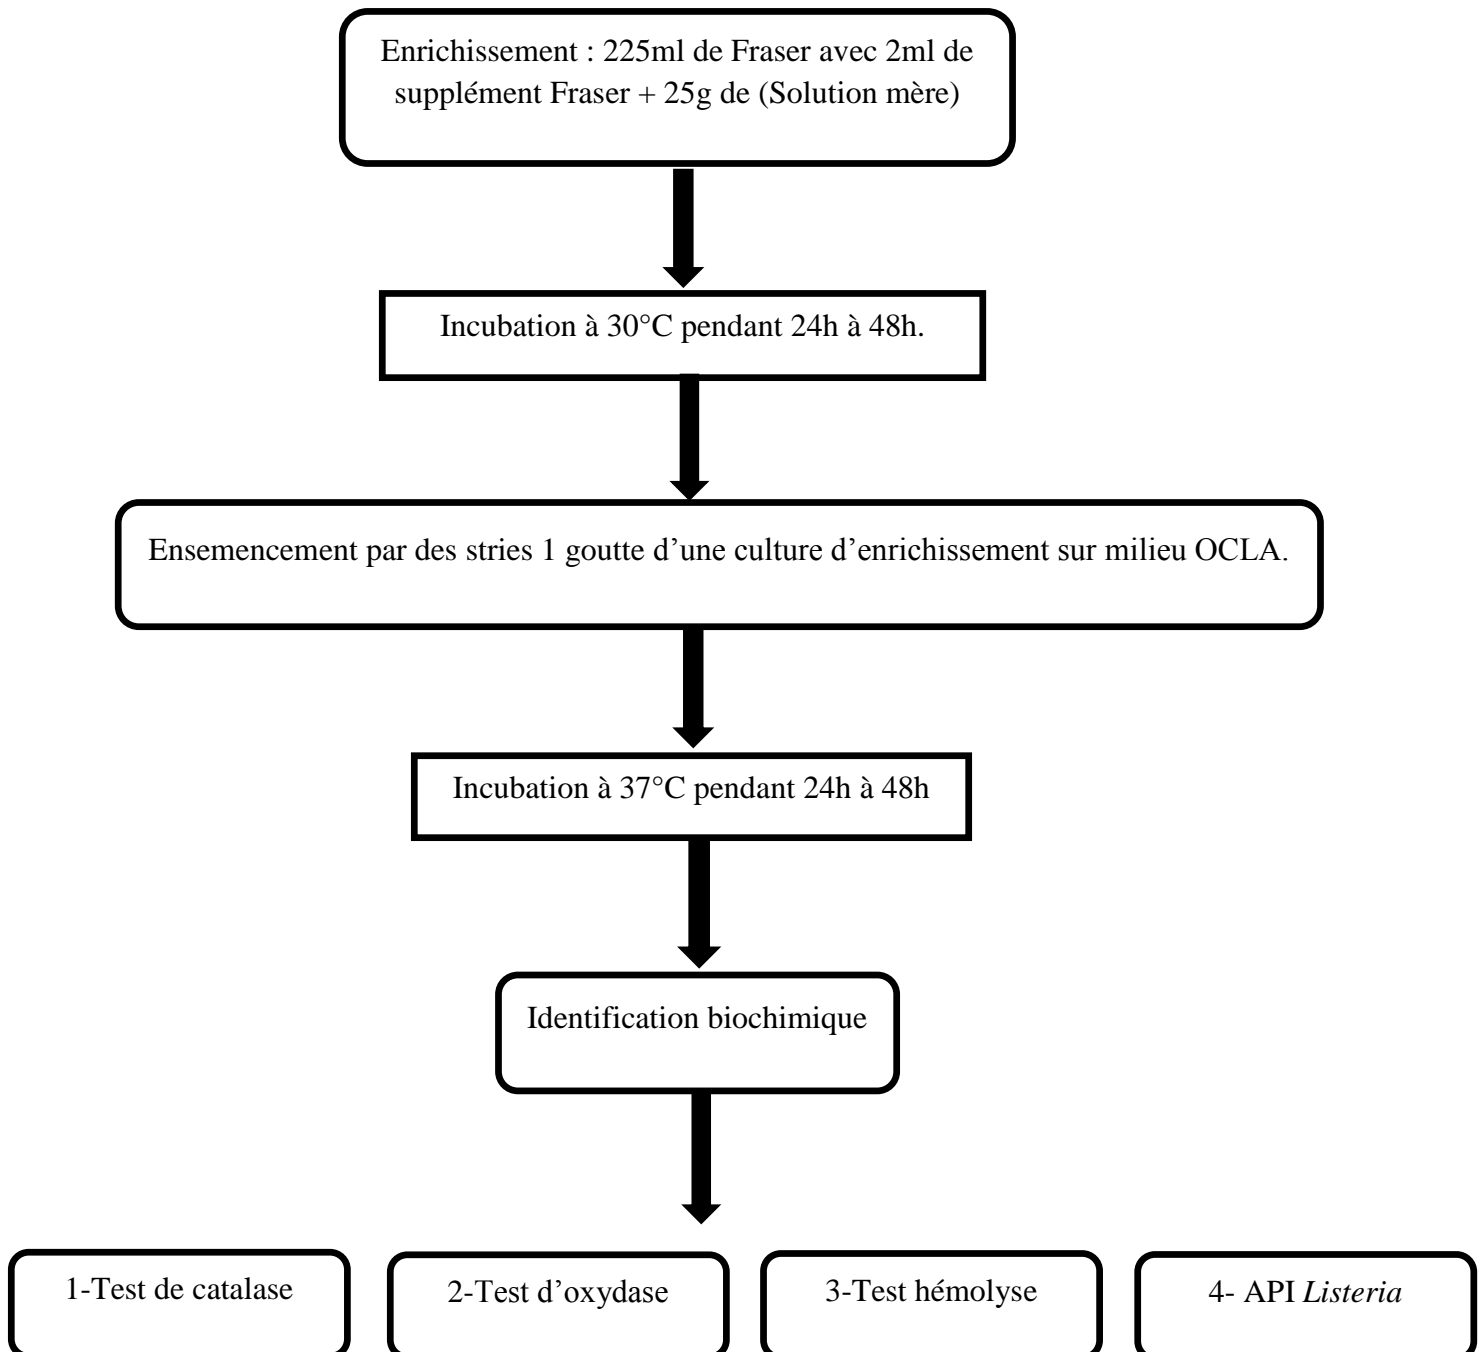 Enrichissement : 225ml de Fraser avec 2ml de
supplément Fraser + 25g de (Solution mère)
Incubation à 30°C pendant 24h à 48h.
Ensemencement par des stries 1 goutte d’une culture d’enrichissement sur milieu OCLA.
Incubation à 37°C pendant 24h à 48h
Identification biochimique
1-Test de catalase
2-Test d’oxydase
3-Test hémolyse
4- API Listeria